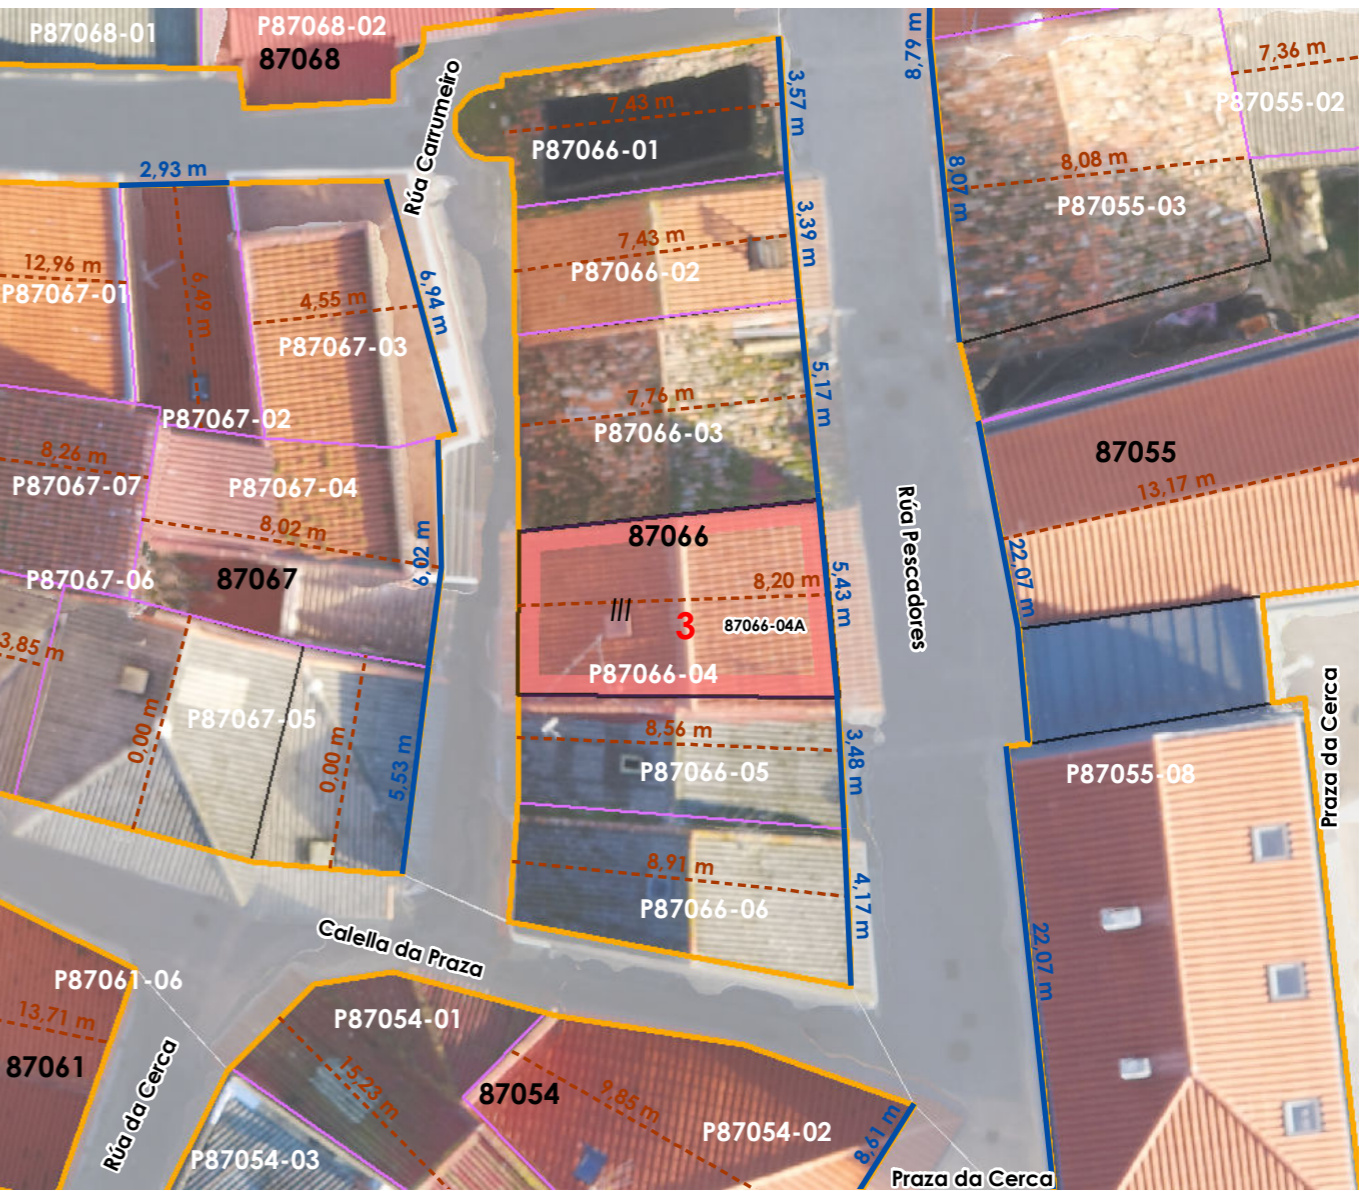 P87068-01
P87068-02
87068
8,79 m
7,36 m
P87055-02
Rúa Carrumeiro
3,57 m
7,43 m
P87066-01
2,93 m
8,08 m
8,07 m
P87055-03
3,39 m
7,43 m
P87066-02
12,96 m
P87067-01
6,49 m
4,55 m
6,94 m
P87067-03
5,17 m
7,76 m
P87066-03
P87067-02
87055
13,17 m
8,26 m
P87067-07
P87067-04
8,02 m
6,02 m
87066
Rúa Pescadores
22,07 m
P87067-06
87067
8,20 m
5,43 m
III
3
87066-04A
P87066-04
3,85 m
0,00 m
P87067-05
0,00 m
5,53 m
8,56 m
3,48 m
P87066-05
P87055-08
Praza da Cerca
8,91 m
4,17 m
P87066-06
Calella da Praza
22,07 m
P87061-06
13,71 m
87061
P87054-01
15,23 m
87054
9,85 m
P87054-02
8,61 m
Rúa da Cerca
P87054-03
Praza da Cerca